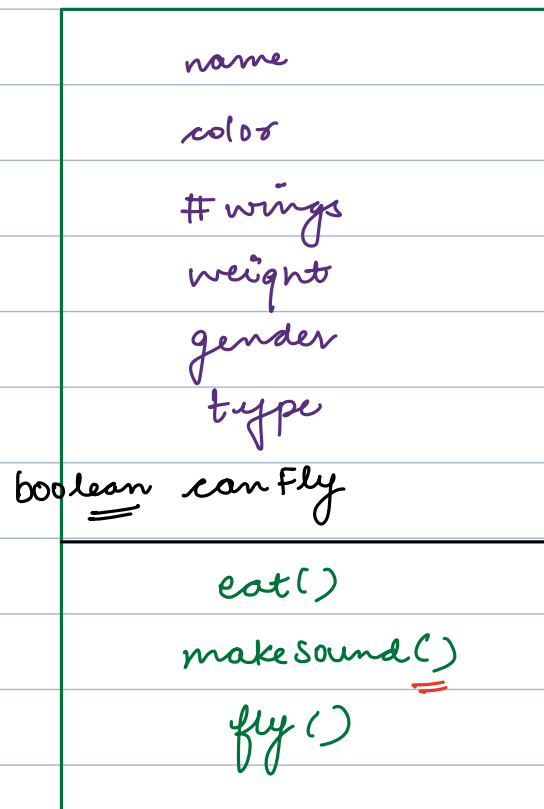 name
color
# wings
weight
gender
type
boolean canFly
eat()
makesound()
fly()